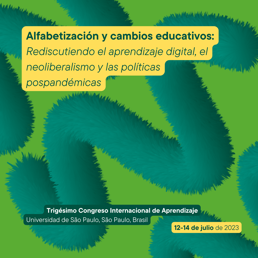 Alfabetización y cambios educativos:
Rediscutiendo el aprendizaje digital, el
neoliberalismo y las políticas
pospandémicas
Trigésimo Congreso Internacional de Aprendizaje
Universidad de São Paulo, São Paulo, Brasil
12-14 de julio de 2023